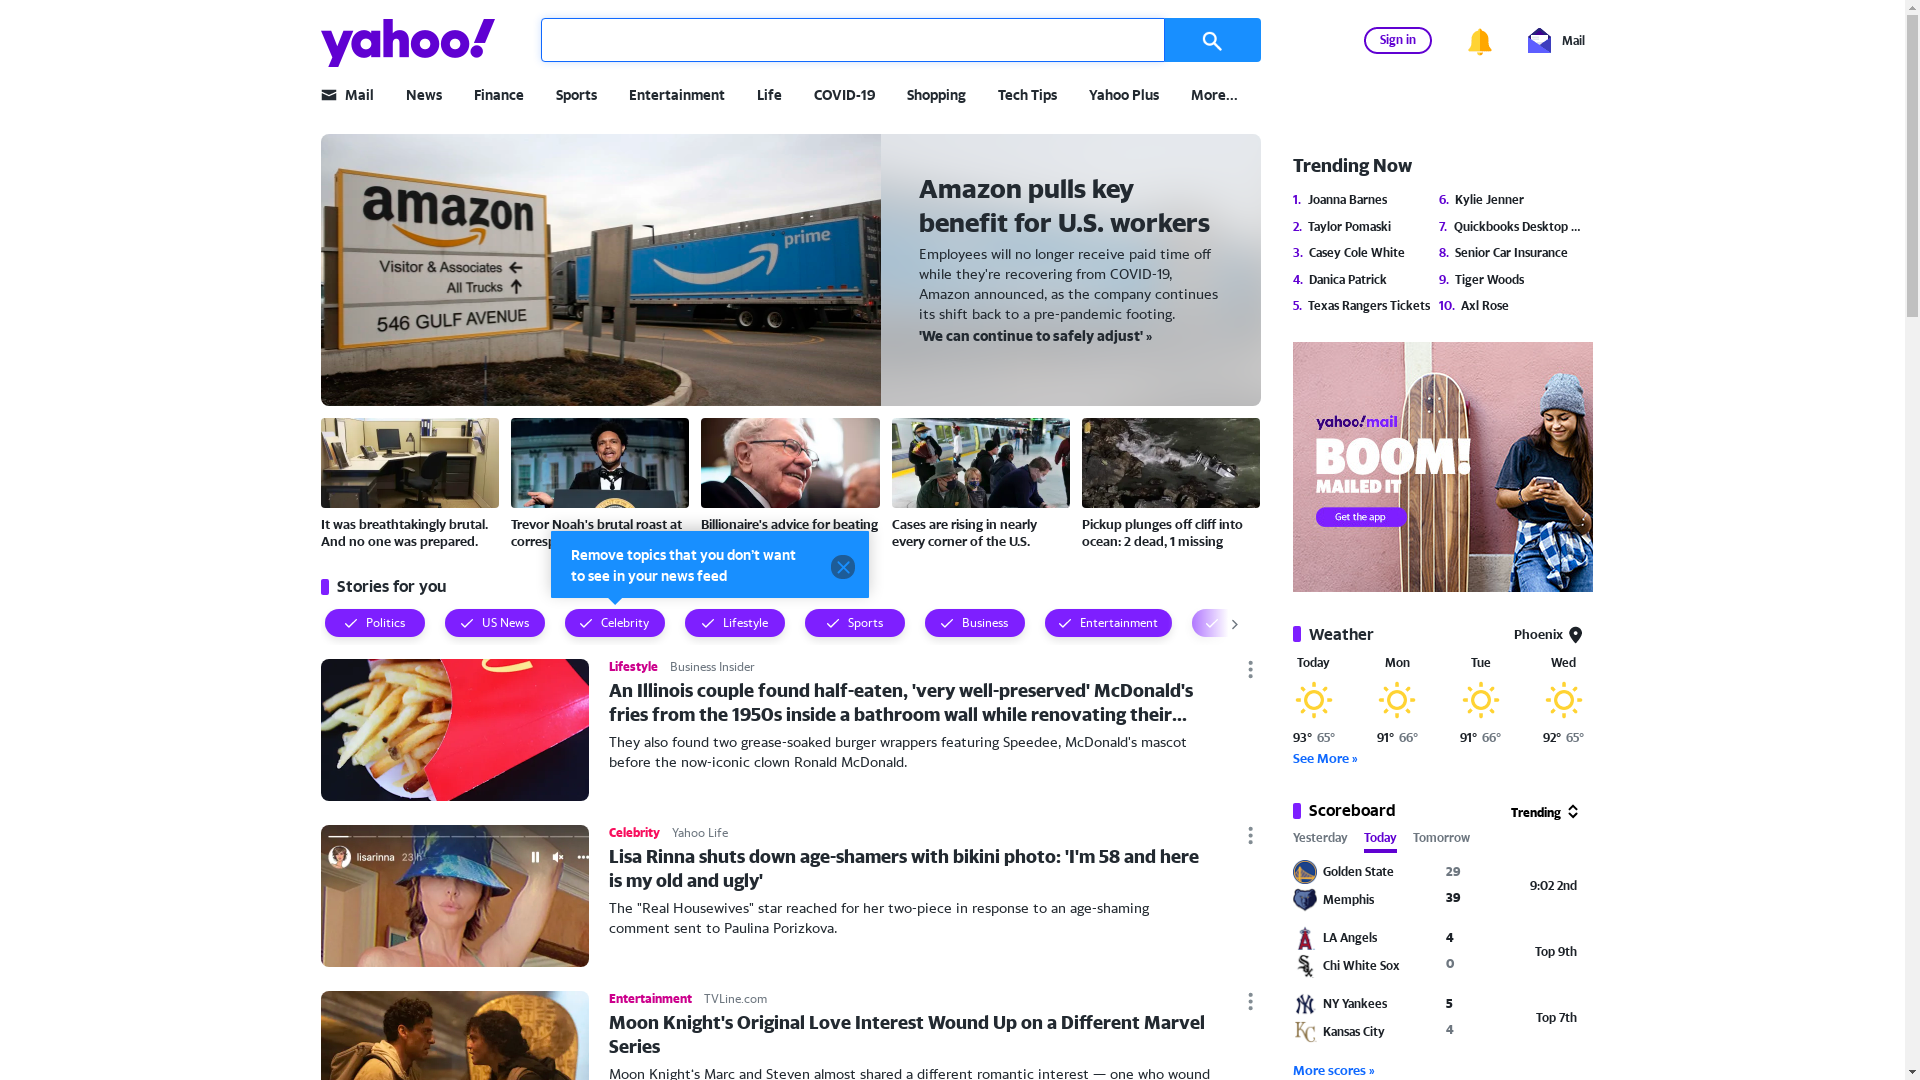 yahoo!
Sign in
Mail
Mail
News
Finance
Sports
Entertainment
Life
COVID-19
Shopping
Tech Tips
Yahoo Plus
More...
amazon
Visitor & Associates ←
All Trucks ↑
546 GULF AVENUE
prime
Amazon pulls key
benefit for U.S. workers
Employees will no longer receive paid time off
while they're recovering from COVID-19,
Amazon announced, as the company continues
its shift back to a pre-pandemic footing.
'We can continue to safely adjust' »
It was breathtakingly brutal.
And no one was prepared.
Trevor Noah's brutal roast at
Billionaire's advice for beating
Cases are rising in nearly
every corner of the U.S.
Pickup plunges off cliff into
ocean: 2 dead, 1 missing
Remove topics that you don't want
to see in your news feed
Stories for you
Politics
US News
Celebrity
Lifestyle
Sports
Business
Entertainment
Lifestyle Business Insider
An Illinois couple found half-eaten, 'very well-preserved' McDonald's
fries from the 1950s inside a bathroom wall while renovating their...
They also found two grease-soaked burger wrappers featuring Speedee, McDonald's mascot
before the now-iconic clown Ronald McDonald.
lisarinna 23 h
Celebrity Yahoo Life
Lisa Rinna shuts down age-shamers with bikini photo: 'I'm 58 and here
is my old and ugly'
The "Real Housewives" star reached for her two-piece in response to an age-shaming
comment sent to Paulina Porizkova.
Entertainment TVLine.com
Moon Knight's Original Love Interest Wound Up on a Different Marvel
Series
Moon Knight's Marc and Steven almost shared a different romantic interest — one who wound
Trending Now
1. Joanna Barnes
2. Taylor Pomaski
3. Casey Cole White
4. Danica Patrick
5. Texas Rangers Tickets
6. Kylie Jenner
7. Quickbooks Desktop ...
8. Senior Car Insurance
9. Tiger Woods
10. Axl Rose
yahoo!mail
BOOM!
MAILED IT
Get the app
Weather
Phoenix
Today Mon Tue Wed
93° 65° 91° 66° 91° 66° 92° 65°
See More »
Scoreboard
Trending
Yesterday Today Tomorrow
Golden State 29
9:02 2nd
Memphis 39
LA Angels 4
Top 9th
Chi White Sox 0
NY Yankees 5
Top 7th
Kansas City 4
More scores »